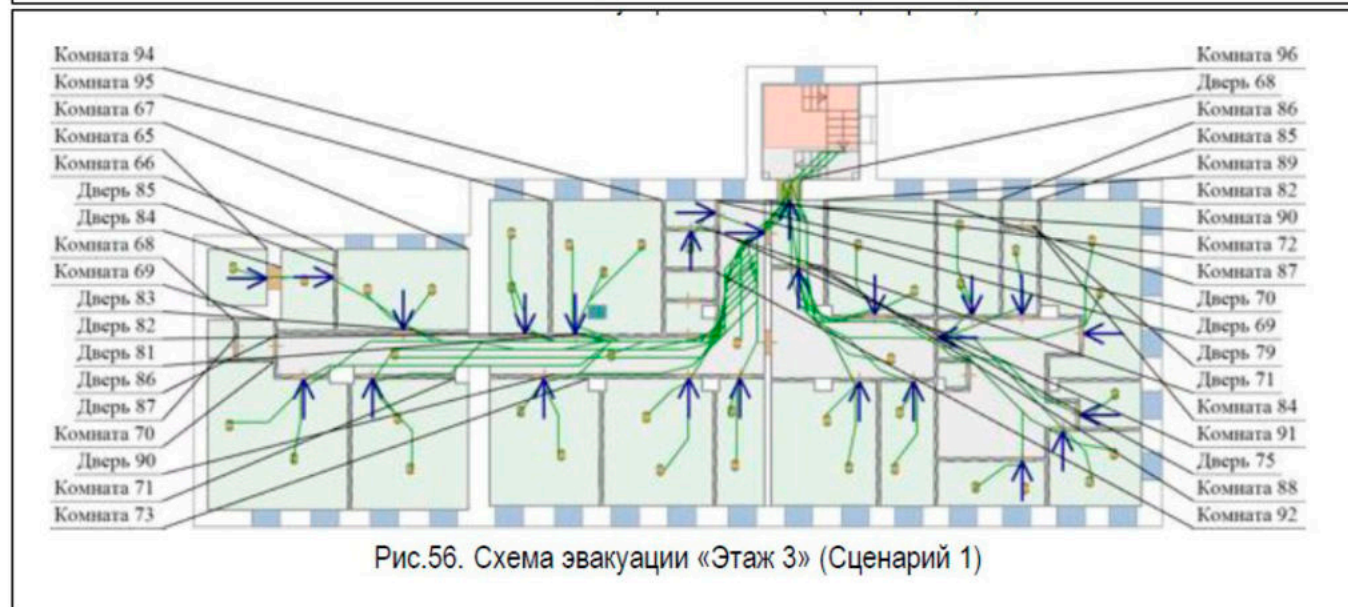 Комната 94
Комната 95
Комната 67
Комната 65
Комната 66
Дверь 85
Дверь 84
Комната 68
Комната 69
Дверь 83
Дверь 82
Дверь 81
Дверь 86
Дверь 87
Комната 70
Дверь 90
Комната 71
Комната 73
Комната 96
Дверь 68
Комната 86
Комната 85
Комната 89
Комната 82
Комната 90
Комната 72
Комната 87
Дверь 70
Дверь 69
Дверь 79
Дверь 71
Комната 84
Комната 91
Дверь 75
Комната 88
Комната 92
Рис.56. Схема эвакуации «Этаж 3» (Сценарий 1)